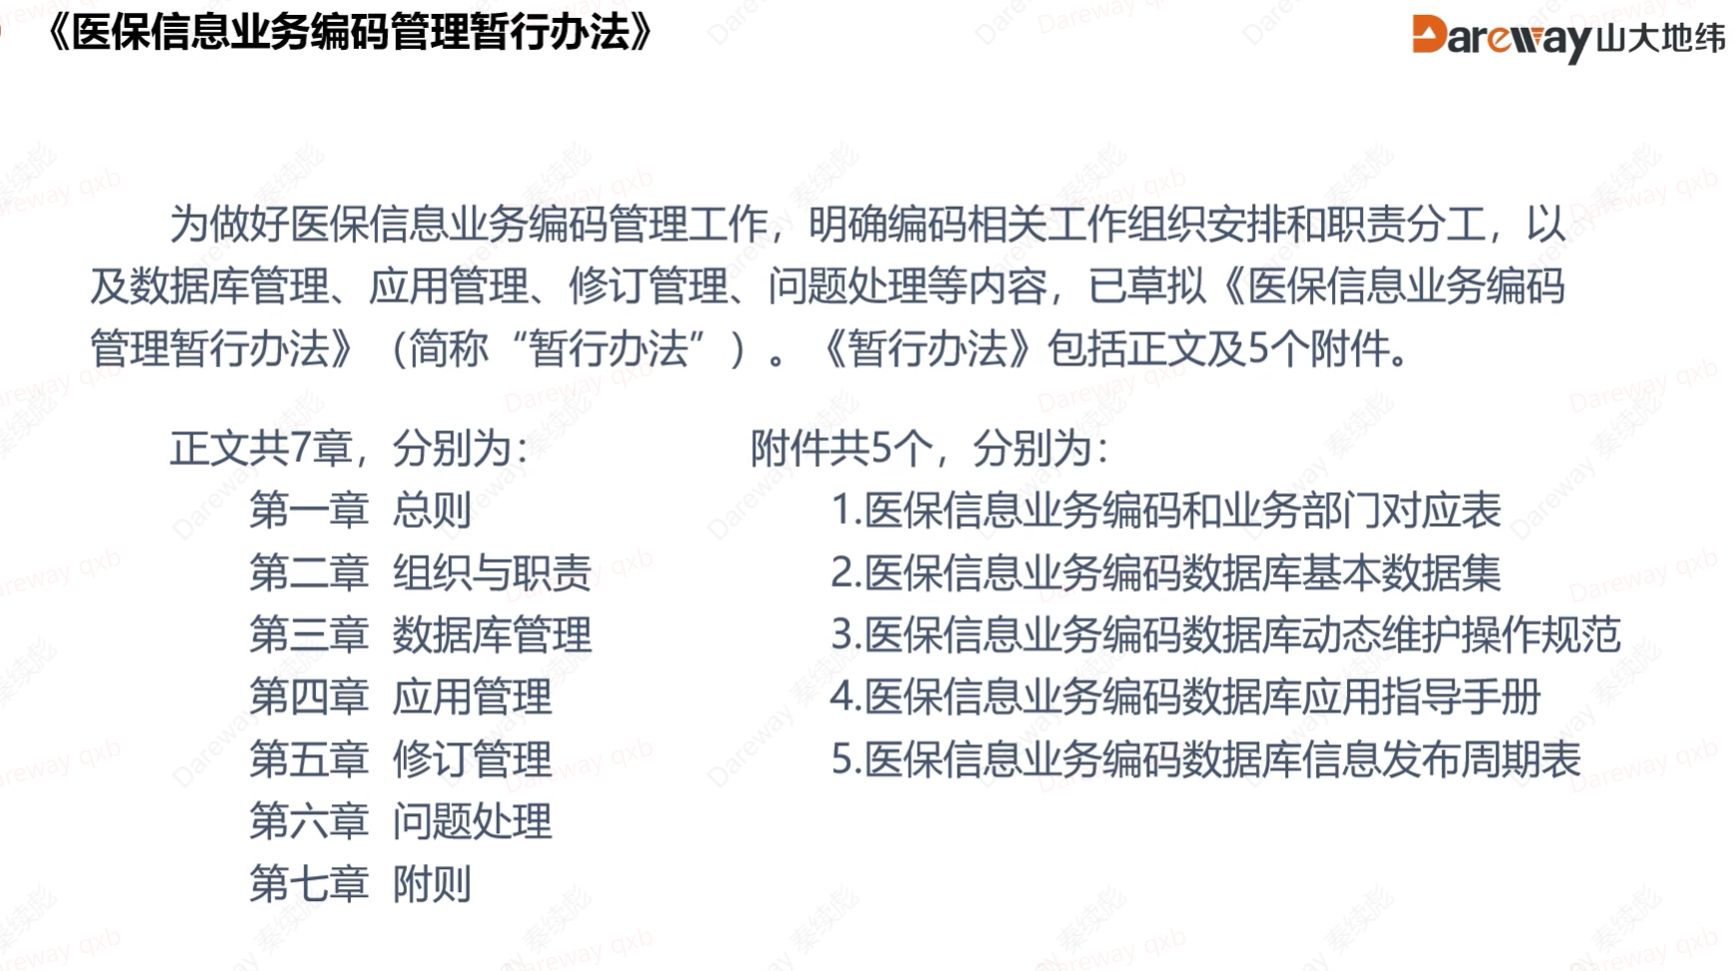 《医保信息业务编码管理暂行办法》
Dareway山大地纬
为做好医保信息业务编码管理工作，明确编码相关工作组织安排和职责分工，以
及数据库管理、应用管理、修订管理、问题处理等内容，已草拟《医保信息业务编码
管理暂行办法》（简称“暂行办法”）。《暂行办法》包括正文及5个附件。
正文共7章，分别为：
第一章 总则
第二章 组织与职责
第三章 数据库管理
第四章 应用管理
第五章 修订管理
第六章 问题处理
第七章 附则
附件共5个，分别为：
1.医保信息业务编码和业务部门对应表
2.医保信息业务编码数据库基本数据集
3.医保信息业务编码数据库动态维护操作规范
4.医保信息业务编码数据库应用指导手册
5.医保信息业务编码数据库信息发布周期表
Dareway qxb
Dareway 秦续彪